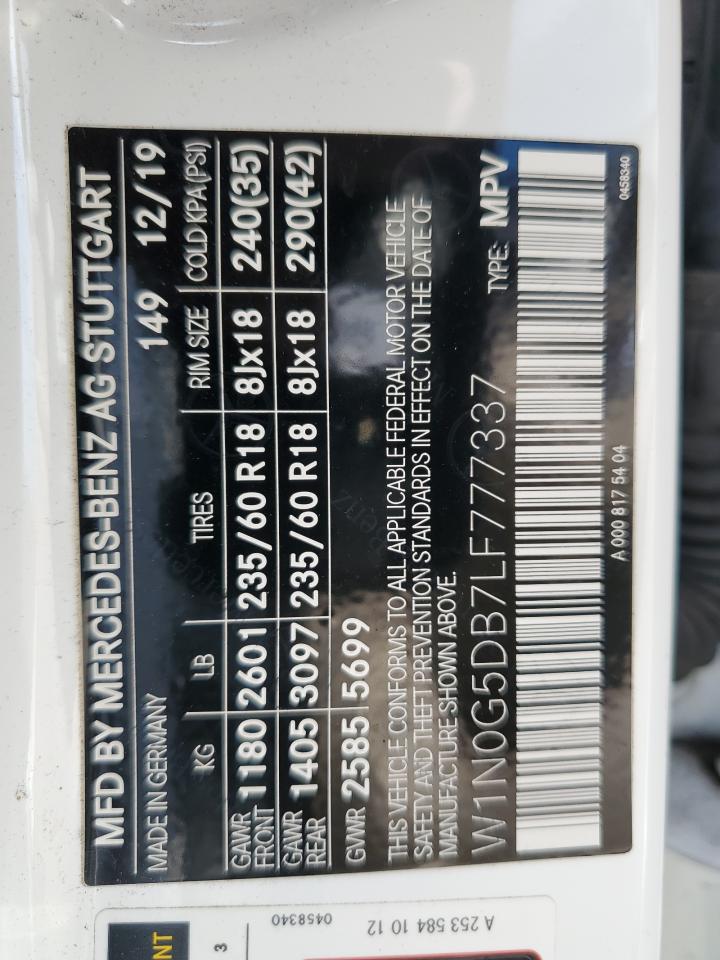 MFD BY MERCEDES-BENZ AG STUTTGART
MADE IN GERMANY 149 12/19
KG LB TIRES RIM SIZE COLD KPA(PSI)
GAWR FRONT 1180 2601 235/60 R18 8Jx18 240(35)
GAWR REAR 1405 3097 235/60 R18 8Jx18 290(42)
GVWR 2585 5699
THIS VEHICLE CONFORMS TO ALL APPLICABLE FEDERAL MOTOR VEHICLE
SAFETY AND THEFT PREVENTION STANDARDS IN EFFECT ON THE DATE OF
MANUFACTURE SHOWN ABOVE.
W1N0G5DB7LF777337 TYPE: MPV
A 000 817 54 04 0458340
NT
3
0458340
A 253 584 10 12